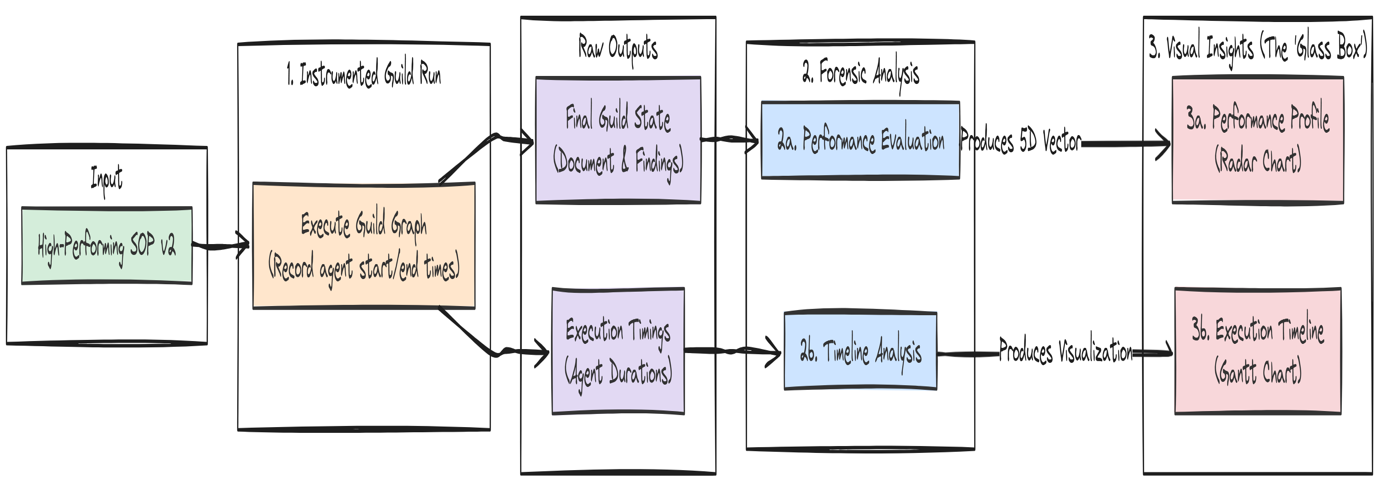 Input
High-Performing SOP v2
1. Instrumented Guild Run
Execute Guild Graph
(Record agent start/end times)
Raw Outputs
Final Guild State
(Document & Findings)
Execution Timings
(Agent Durations)
2. Forensic Analysis
2a. Performance Evaluation
2b. Timeline Analysis
Produces 5D Vector
Produces Visualization
3. Visual Insights (The 'Glass Box')
3a. Performance Profile
(Radar Chart)
3b. Execution Timeline
(Gantt Chart)